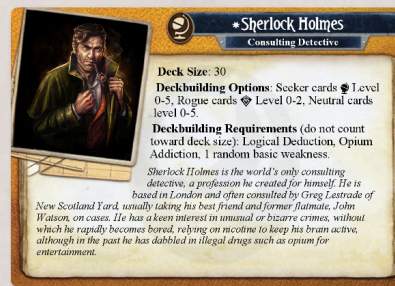 *Sherlock Holmes
Consulting Detective
Deck Size: 30
Deckbuilding Options: Seeker cards Level
0-5, Rogue cards Level 0-2, Neutral cards
level 0-5.
Deckbuilding Requirements (do not count
toward deck size): Logical Deduction, Opium
Addiction, 1 random basic weakness.
Sherlock Holmes is the world's only consulting
detective, a profession he created for himself. He is
based in London and often consulted by Greg Lestrade of
New Scotland Yard, usually taking his best friend and former flatmate, John
Watson, on cases. He has a keen interest in unusual or bizarre crimes, without
which he rapidly becomes bored, relying on nicotine to keep his brain active,
although in the past he has dabbled in illegal drugs such as opium for
entertainment.